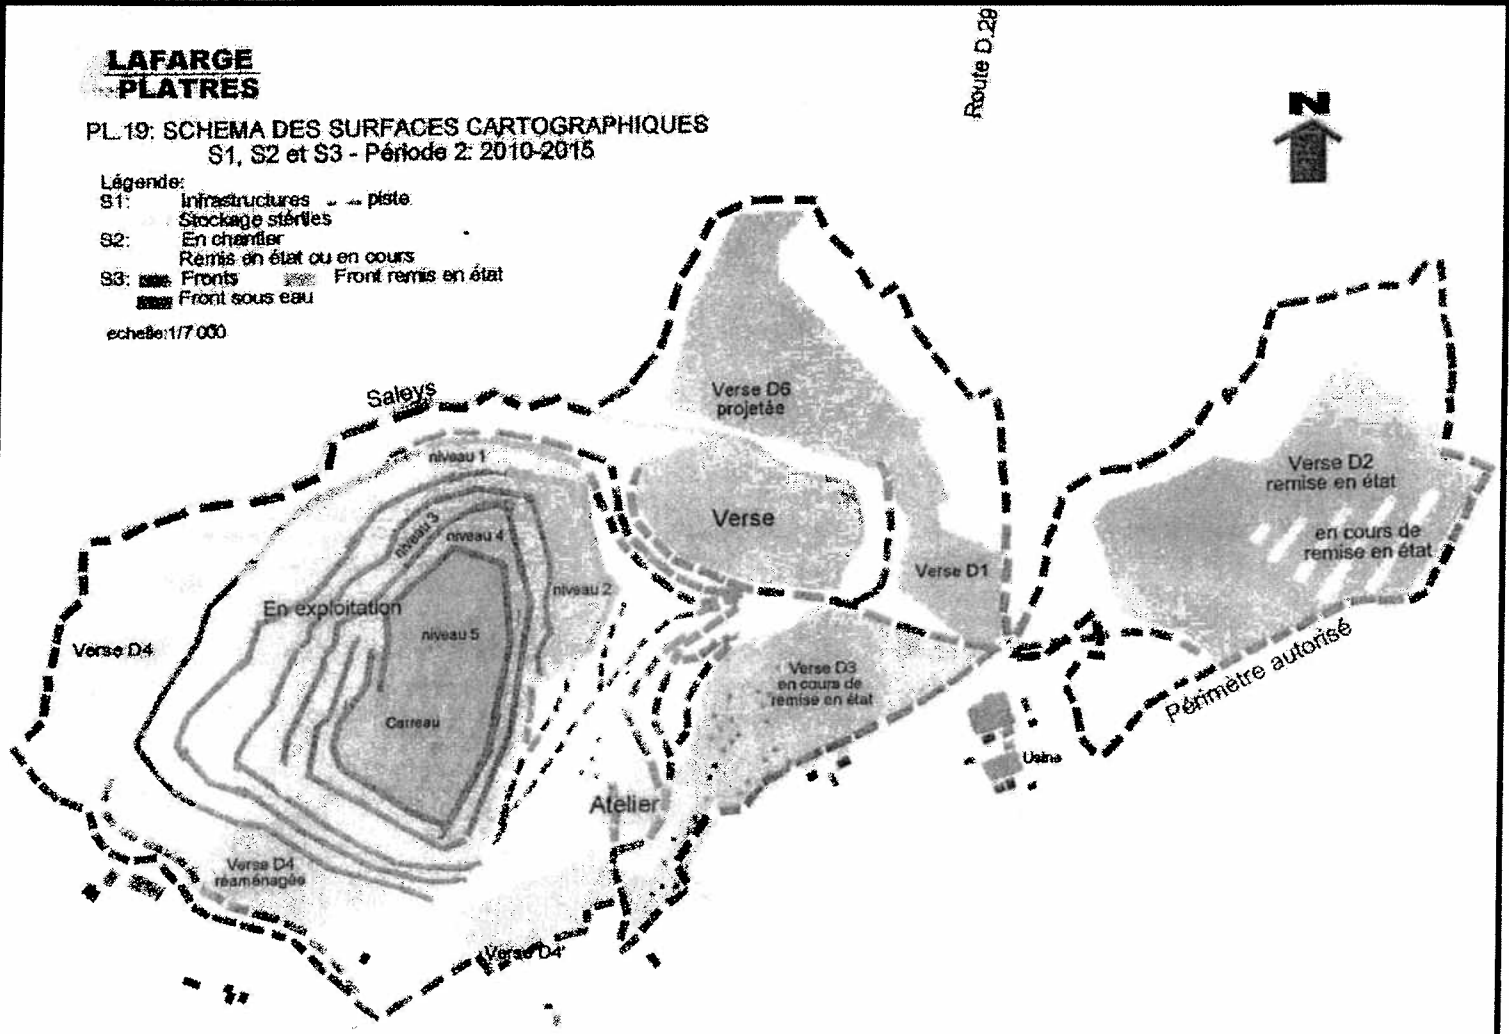 LAFARGE
PLATRES
PL.19: SCHEMA DES SURFACES CARTOGRAPHIQUES
S1, S2 et S3 - Période 2: 2010-2015
Légende:
S1: Infrastructures piste
Stockage stériles
S2: En chantier
Remis en état ou en cours
S3: Fronts Front remis en état
Front sous eau
echelle:1/7 000
Route D.29
N
Saleys
Verse D6
projetée
niveau 1
niveau 3
niveau 4
Verse
Verse D2
remise en état
en cours de
remise en état
Verse D1
niveau 2
En exploitation
niveau 5
Verse D4
Verse D3
en cours de
remise en état
Périmètre autorisé
Carreau
Usine
Atelier
Verse D4
réaménagée
Verse D4'